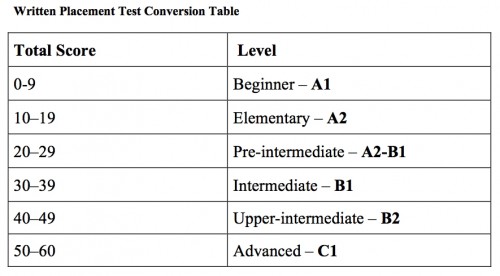 Written Placement Test Conversion Table
Total Score Level
0-9 Beginner – A1
10–19 Elementary – A2
20–29 Pre-intermediate – A2-B1
30–39 Intermediate – B1
40–49 Upper-intermediate – B2
50–60 Advanced – C1